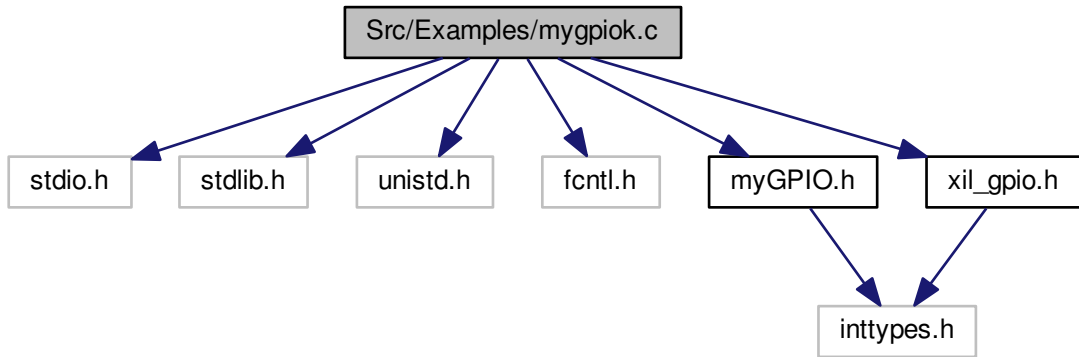 Src/Examples/mygpiok.c
stdio.h
stdlib.h
unistd.h
fcntl.h
myGPIO.h
xil_gpio.h
inttypes.h